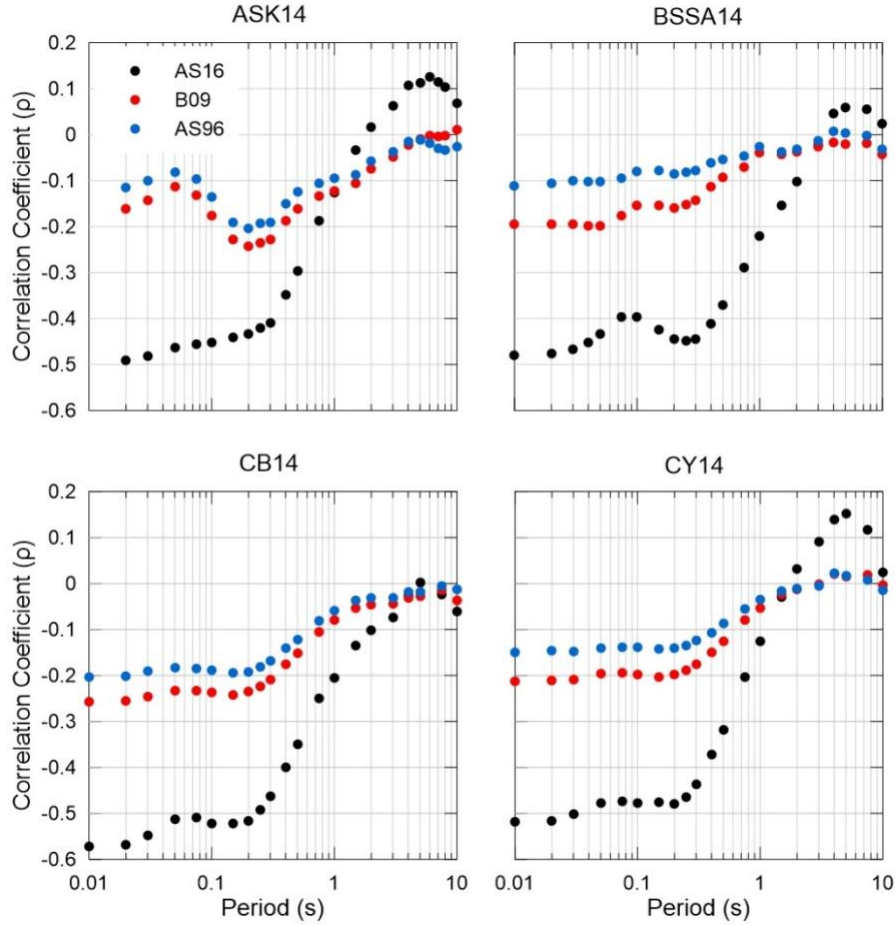 ASK14
BSSA14
0.2
0.1
0
-0.1
-0.2
-0.3
-0.4
-0.5
-0.6
Correlation Coefficient (ρ)
AS16
B09
AS96
CB14
CY14
0.2
0.1
0
-0.1
-0.2
-0.3
-0.4
-0.5
-0.6
Correlation Coefficient (ρ)
0.01 0.1 1 10
Period (s)
0.01 0.1 1 10
Period (s)